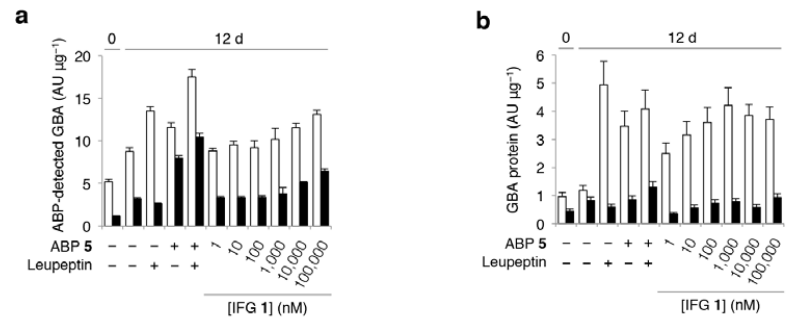 a
0 12 d
ABP-detected GBA (AU µg⁻¹)
20
15
10
5
0
ABP 5 – – – + + 1 10 100 1,000 10,000 100,000
Leupeptin – – + – +
[IFG 1] (nM)
b
0 12 d
GBA protein (AU µg⁻¹)
6
5
4
3
2
1
0
ABP 5 – – – + + 1 10 100 1,000 10,000 100,000
Leupeptin – – + – +
[IFG 1] (nM)